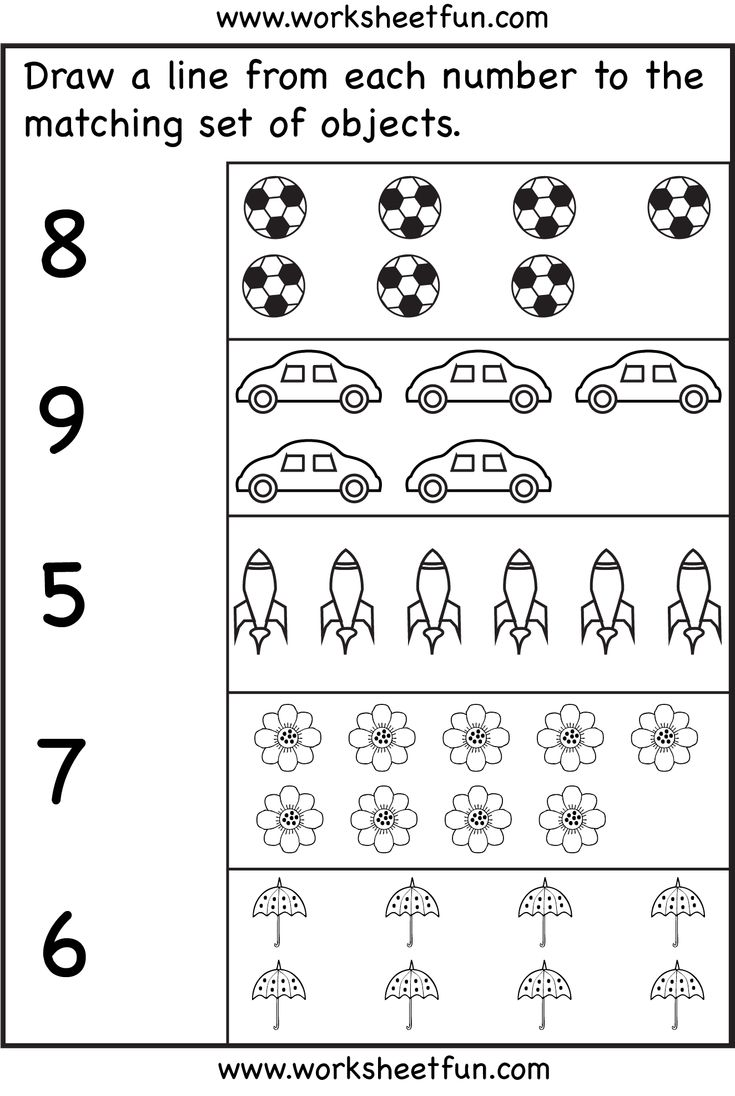 www.worksheetfun.com
Draw a line from each number to the
matching set of objects.
8
9
5
7
6
www.worksheetfun.com